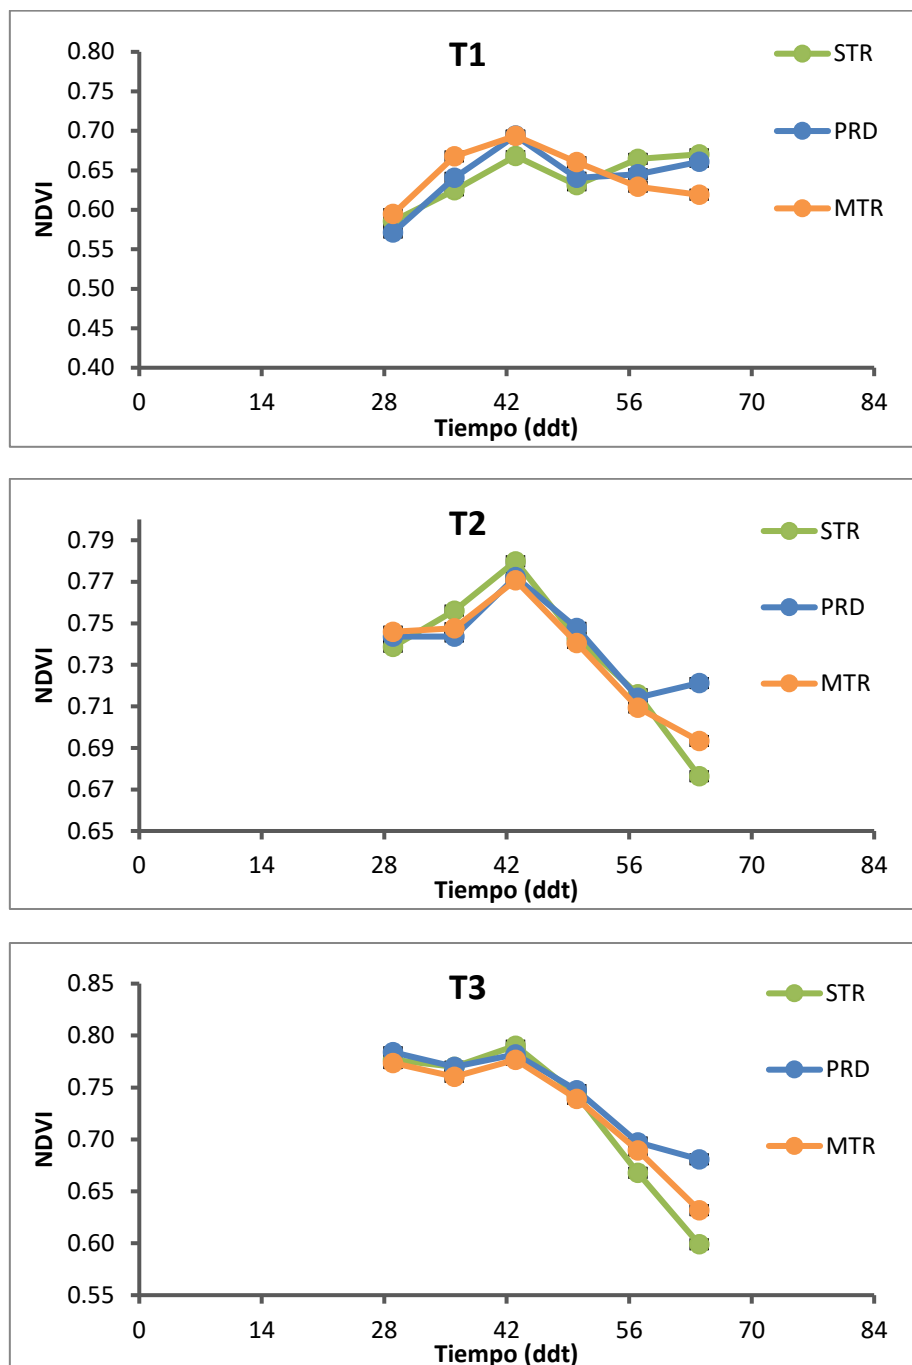 T1
STR
PRD
MTR
NDVI
0.80
0.75
0.70
0.65
0.60
0.55
0.50
0.45
0.40
0 14 28 42 56 70 84
Tiempo (ddt)
T2
STR
PRD
MTR
NDVI
0.79
0.77
0.75
0.73
0.71
0.69
0.67
0.65
0 14 28 42 56 70 84
Tiempo (ddt)
T3
STR
PRD
MTR
NDVI
0.85
0.80
0.75
0.70
0.65
0.60
0.55
0 14 28 42 56 70 84
Tiempo (ddt)